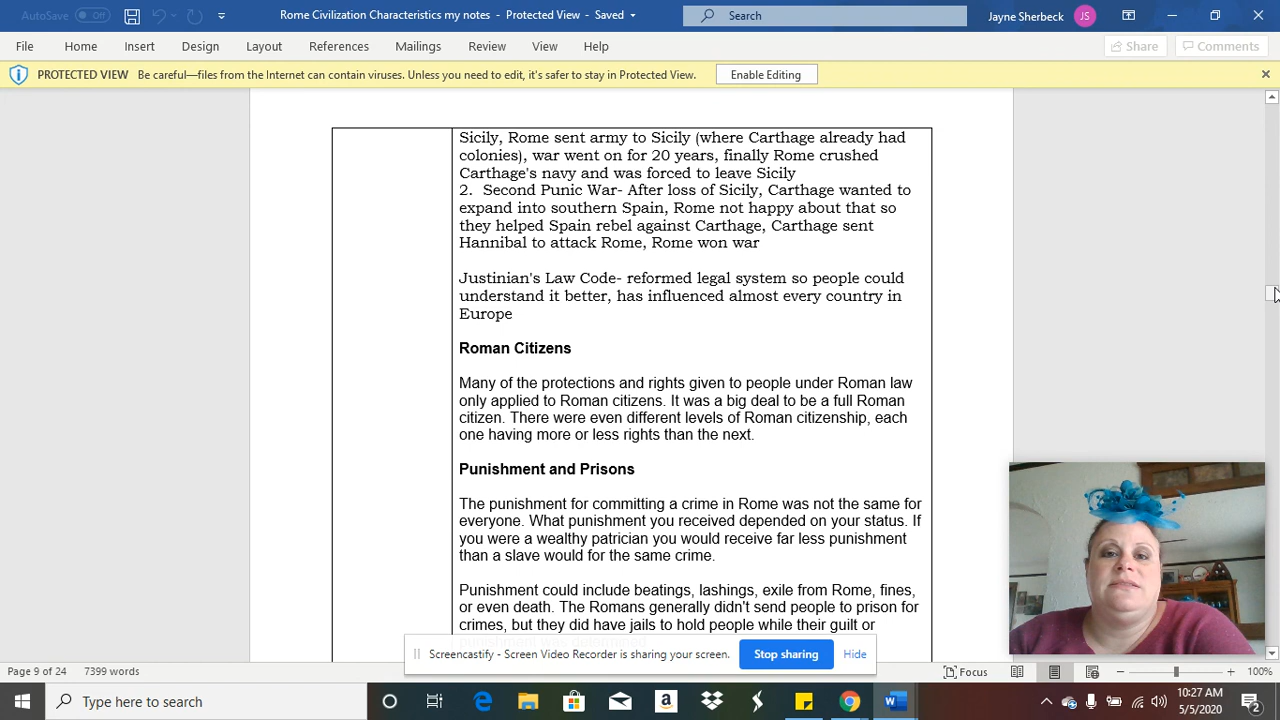 AutoSave Off
Rome Civilization Characteristics my notes - Protected View - Saved
Search
Jayne Sherbeck JS
File Home Insert Design Layout References Mailings Review View Help Share Comments
PROTECTED VIEW Be careful—files from the Internet can contain viruses. Unless you need to edit, it's safer to stay in Protected View. Enable Editing
Sicily, Rome sent army to Sicily (where Carthage already had
colonies), war went on for 20 years, finally Rome crushed
Carthage's navy and was forced to leave Sicily
2. Second Punic War- After loss of Sicily, Carthage wanted to
expand into southern Spain, Rome not happy about that so
they helped Spain rebel against Carthage, Carthage sent
Hannibal to attack Rome, Rome won war
Justinian's Law Code- reformed legal system so people could
understand it better, has influenced almost every country in
Europe
Roman Citizens
Many of the protections and rights given to people under Roman law
only applied to Roman citizens. It was a big deal to be a full Roman
citizen. There were even different levels of Roman citizenship, each
one having more or less rights than the next.
Punishment and Prisons
The punishment for committing a crime in Rome was not the same for
everyone. What punishment you received depended on your status. If
you were a wealthy patrician you would receive far less punishment
than a slave would for the same crime.
Punishment could include beatings, lashings, exile from Rome, fines,
or even death. The Romans generally didn't send people to prison for
crimes, but they did have jails to hold people while their guilt or
Screencastify - Screen Video Recorder is sharing your screen. Stop sharing Hide
Page 9 of 24 7399 words Focus 100%
Type here to search
10:27 AM
5/5/2020
2